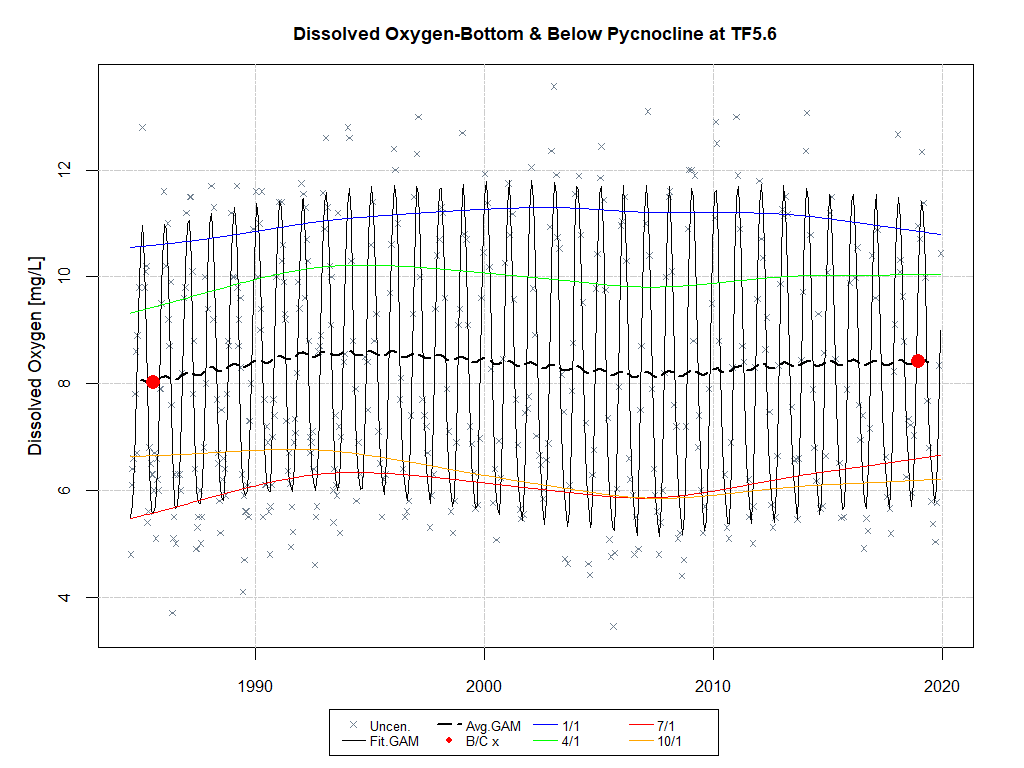 Dissolved Oxygen-Bottom & Below Pycnocline at TF5.6
Dissolved Oxygen [mg/L]
12
10
8
6
4
1990 2000 2010 2020
Uncen. Avg.GAM 1/1 7/1
Fit.GAM B/C x 4/1 10/1